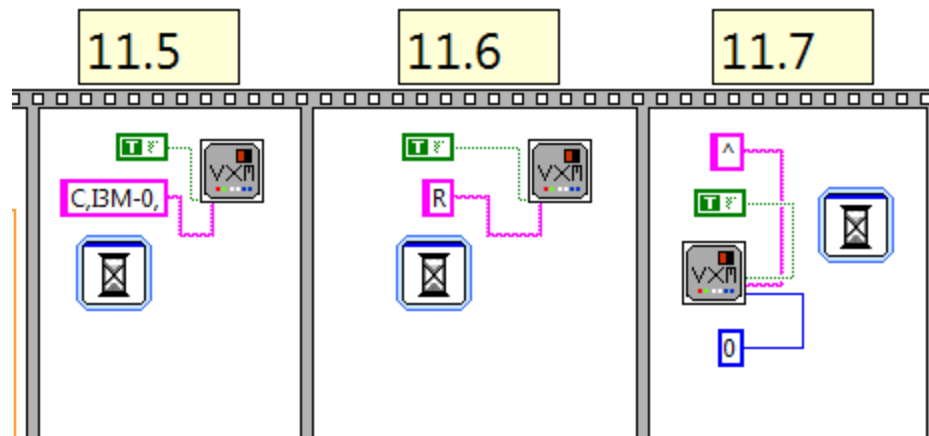 11.5
11.6
11.7
T
VXM
C,I3M-0,
T
VXM
R
^
T
VXM
0